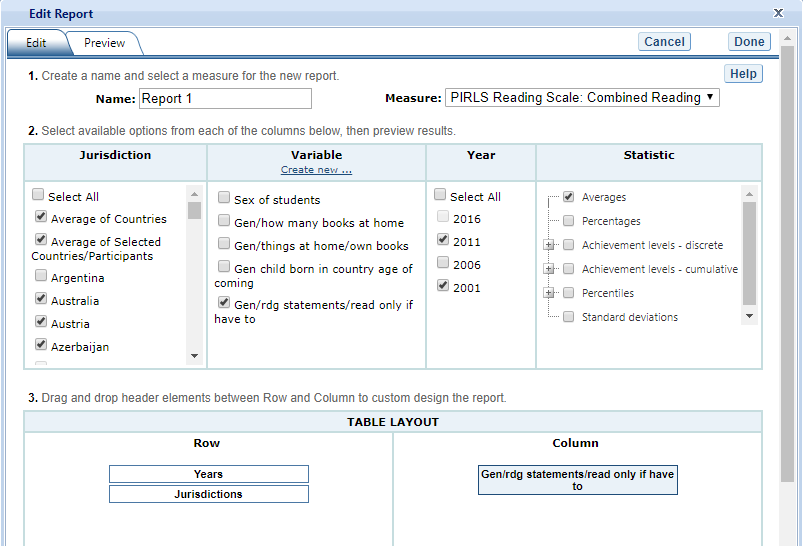 Edit Report X
Edit Preview Cancel Done
1. Create a name and select a measure for the new report. Help
Name: Report 1 Measure: PIRLS Reading Scale: Combined Reading
2. Select available options from each of the columns below, then preview results.
Jurisdiction
Select All
Average of Countries
Average of Selected
Countries/Participants
Argentina
Australia
Austria
Azerbaijan
Variable
Create new ...
Sex of students
Gen/how many books at home
Gen/things at home/own books
Gen child born in country age of
coming
Gen/rdg statements/read only if
have to
Year
Select All
2016
2011
2006
2001
Statistic
Averages
Percentages
Achievement levels - discrete
Achievement levels - cumulative
Percentiles
Standard deviations
3. Drag and drop header elements between Row and Column to custom design the report.
TABLE LAYOUT
Row
Years
Jurisdictions
Column
Gen/rdg statements/read only if have
to